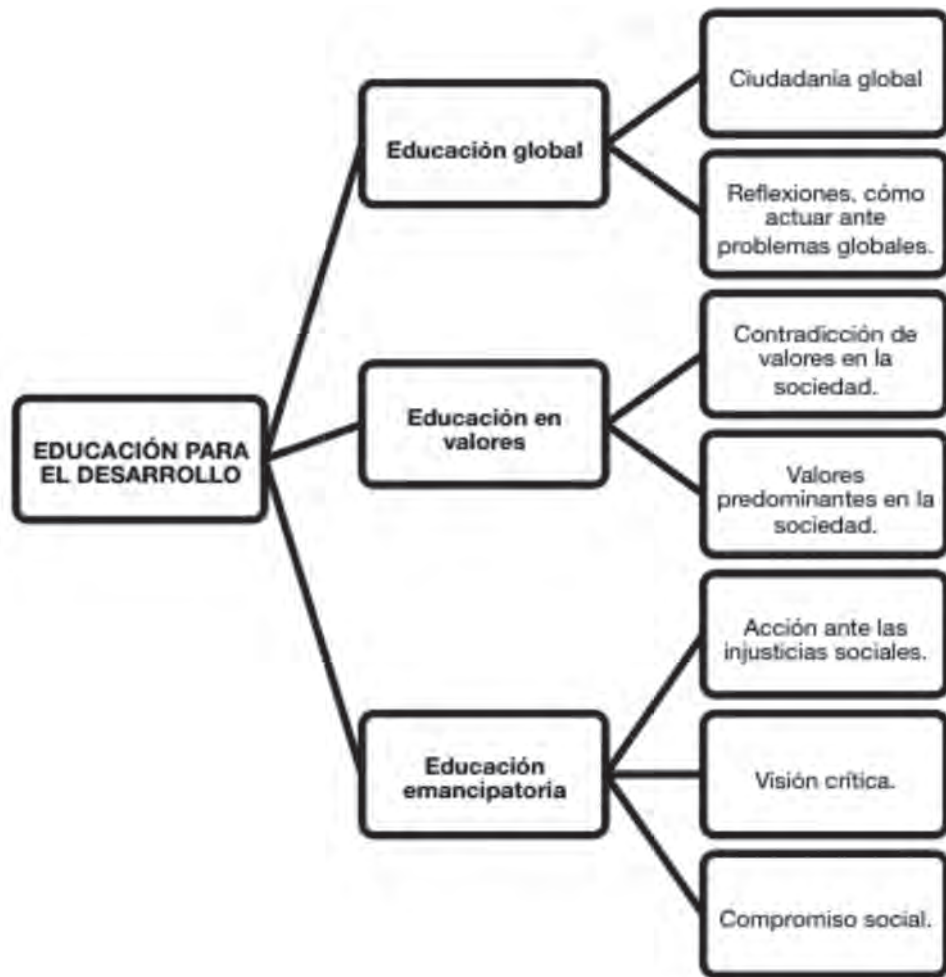 EDUCACIÓN PARA
EL DESARROLLO
Educación global
Ciudadanía global
Reflexiones, cómo
actuar ante
problemas globales.
Educación en
valores
Contradicción de
valores en la
sociedad.
Valores
predominantes en la
sociedad.
Educación
emancipatoria
Acción ante las
injusticias sociales.
Visión crítica.
Compromiso social.